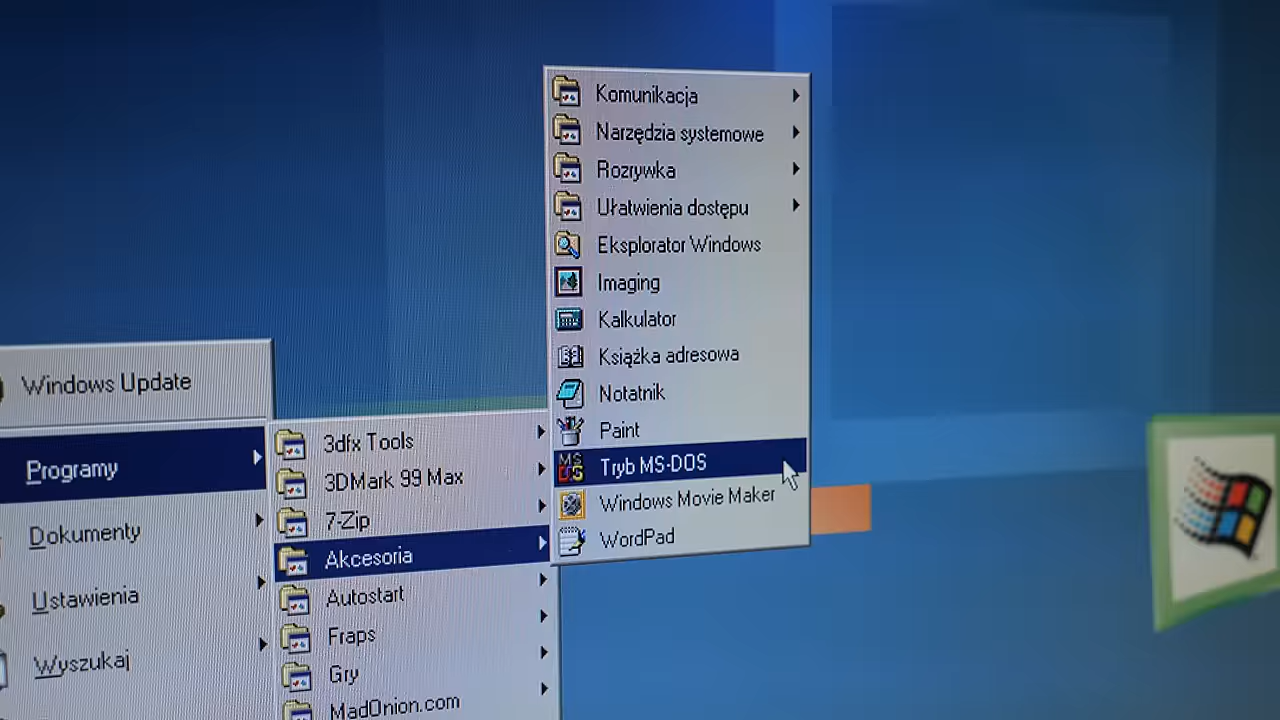 Komunikacja
Narzędzia systemowe
Rozrywka
Ułatwienia dostępu
Eksplorator Windows
Imaging
Kalkulator
Książka adresowa
Notatnik
Paint
Tryb MS-DOS
Windows Movie Maker
WordPad
Windows Update
Programy
Dokumenty
Ustawienia
Wyszukaj
3dfx Tools
3DMark 99 Max
7-Zip
Akcesoria
Autostart
Fraps
Gry
MadOnion.com